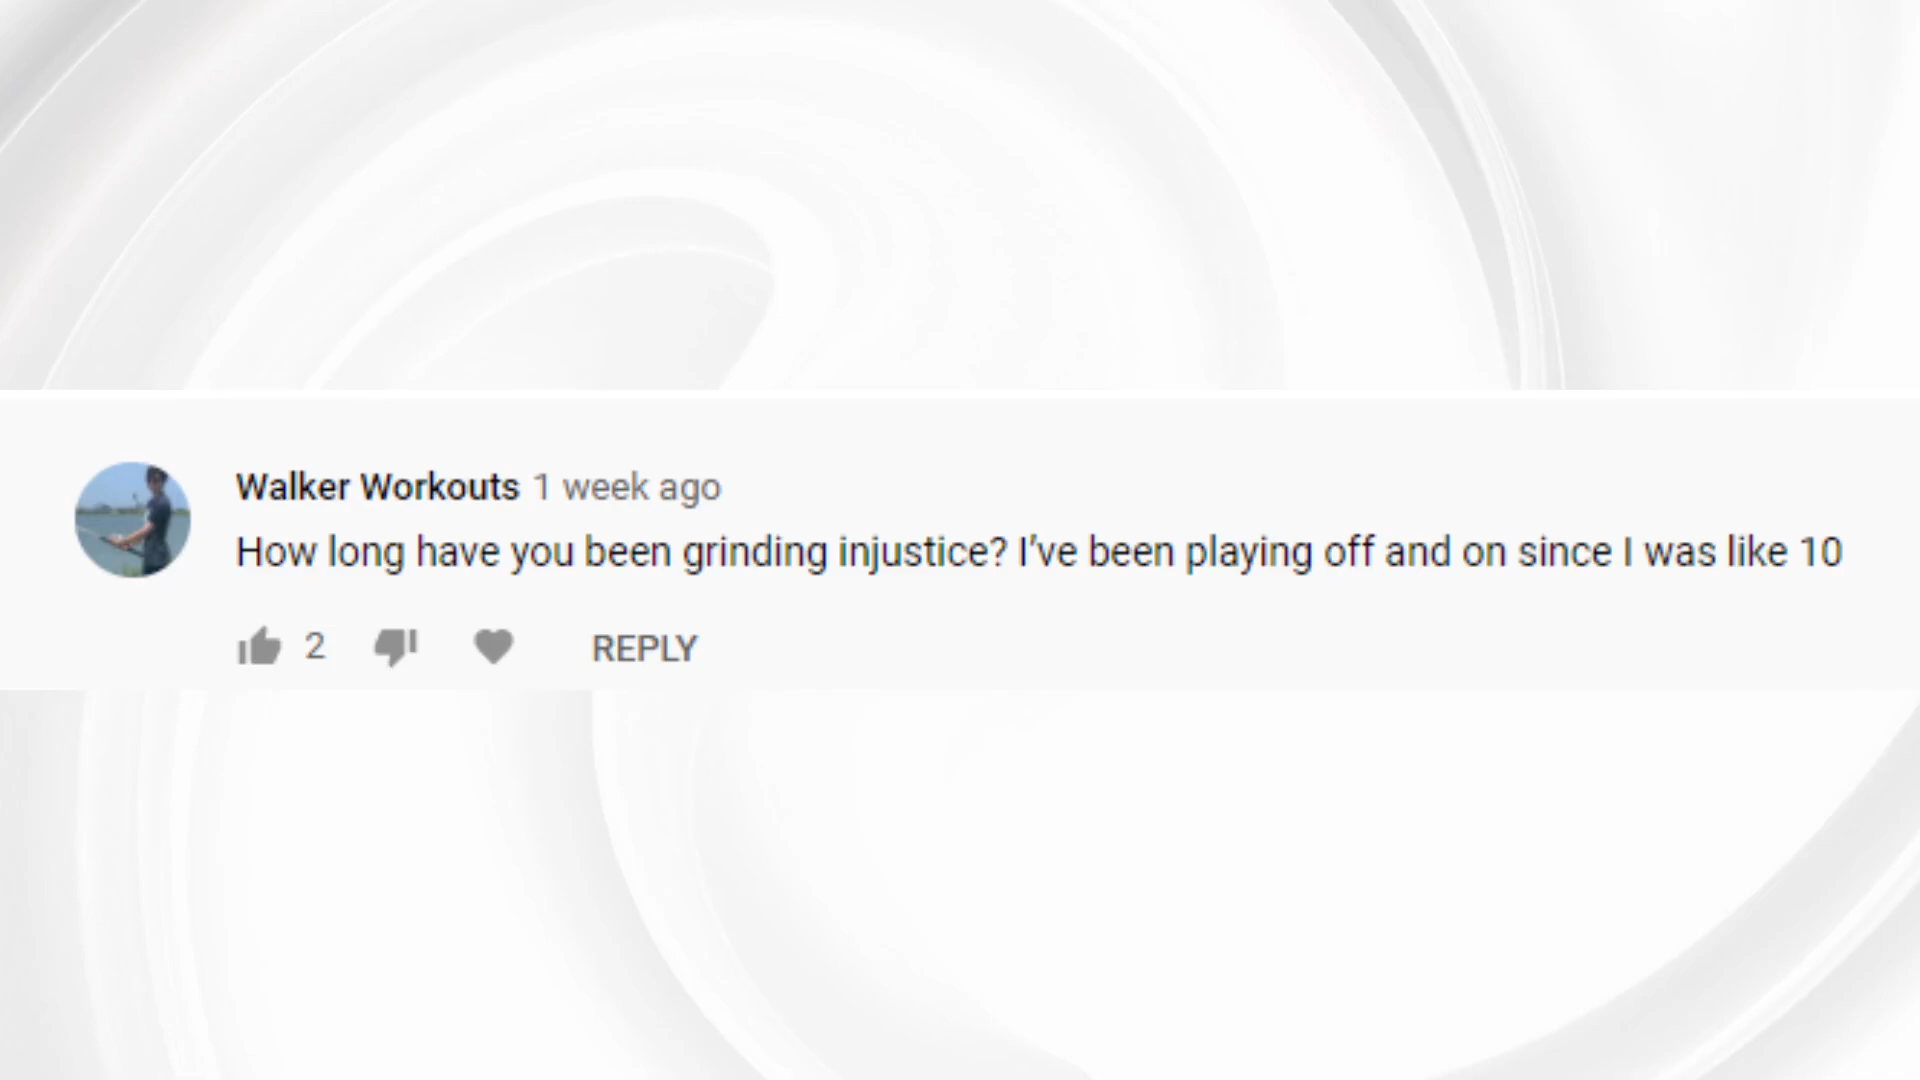 Walker Workouts 1 week ago
How long have you been grinding injustice? I've been playing off and on since I was like 10
2 REPLY